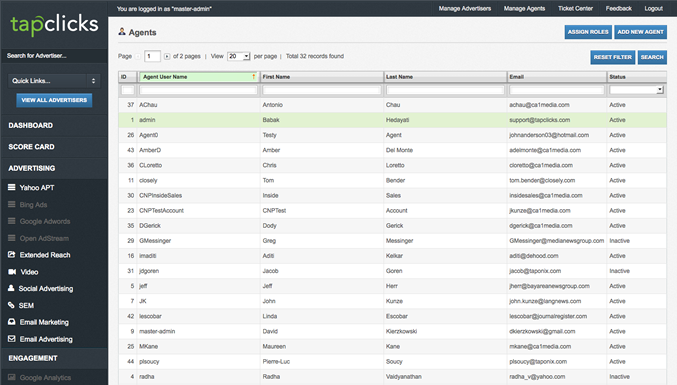 tapclicks
You are logged in as "master-admin"
Manage Advertisers Manage Agents Ticket Center Feedback Logout
Search for Advertiser...
Quick Links...
VIEW ALL ADVERTISERS
DASHBOARD
SCORE CARD
ADVERTISING
Yahoo APT
Bing Ads
Google Adwords
Open AdStream
Extended Reach
Video
Social Advertising
SEM
Email Marketing
Email Advertising
ENGAGEMENT
Google Analytics
Agents
ASSIGN ROLES ADD NEW AGENT
Page 1 of 2 pages | View 20 per page | Total 32 records found
RESET FILTER SEARCH
ID Agent User Name First Name Last Name Email Status
37 AChau Antonio Chau achau@ca1media.com Active
1 admin Babak Hedayati support@tapclicks.com Active
26 Agent0 Testy Agent johnanderson03@hotmail.com Active
43 AmberD Amber Del Monte adelmonte@ca1media.com Active
36 CLoretto Chris Loretto cloretto@ca1media.com Active
11 closely Tom Bender tom.bender@closely.com Active
30 CNPInsideSales Inside Sales insidesales@ca1media.com Active
23 CNPTestAccount CNPTest Account jkunze@ca1media.com Active
35 DGerick Dody Gerick dgerick@ca1media.com Active
29 GMessinger Greg Messinger GMessinger@medianewsgroup.com Inactive
16 imaditi Aditi Kelkar aditi@dehood.com Active
31 jdgoren Jacob Goren jacob@taponix.com Inactive
5 jeff Jeff Herr jherr@bayareanewsgroup.com Active
7 JK John Kunze john.kunze@langnews.com Active
42 lescobar Linda Escobar lescobar@journalregister.com Active
9 master-admin David Kierzkowski dkierzkowski@gmail.com Active
25 MKane Maureen Kane mkane@ca1media.com Active
44 plsoucy Pierre-Luc Soucy plsoucy@taponix.com Active
4 radha Radha Vaidyanathan radha_v@yahoo.com Inactive